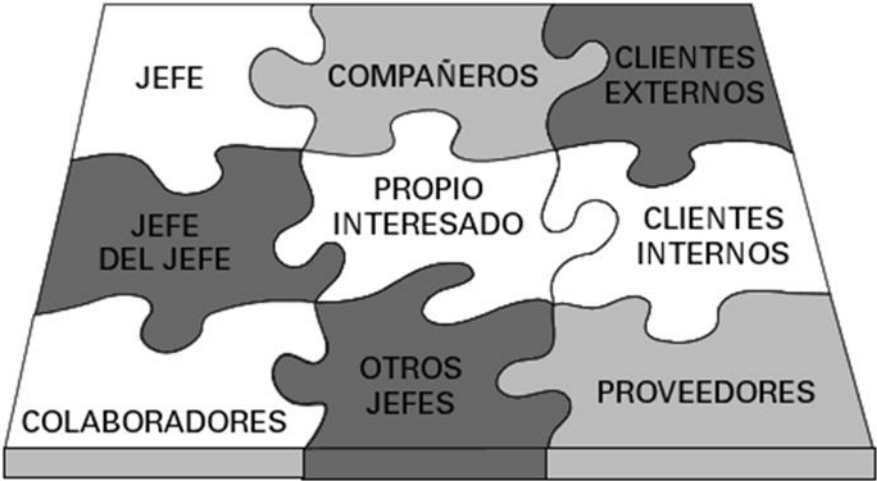 JEFE
COMPAÑEROS
CLIENTES
EXTERNOS
JEFE
DEL JEFE
PROPIO
INTERESADO
CLIENTES
INTERNOS
COLABORADORES
OTROS
JEFES
PROVEEDORES